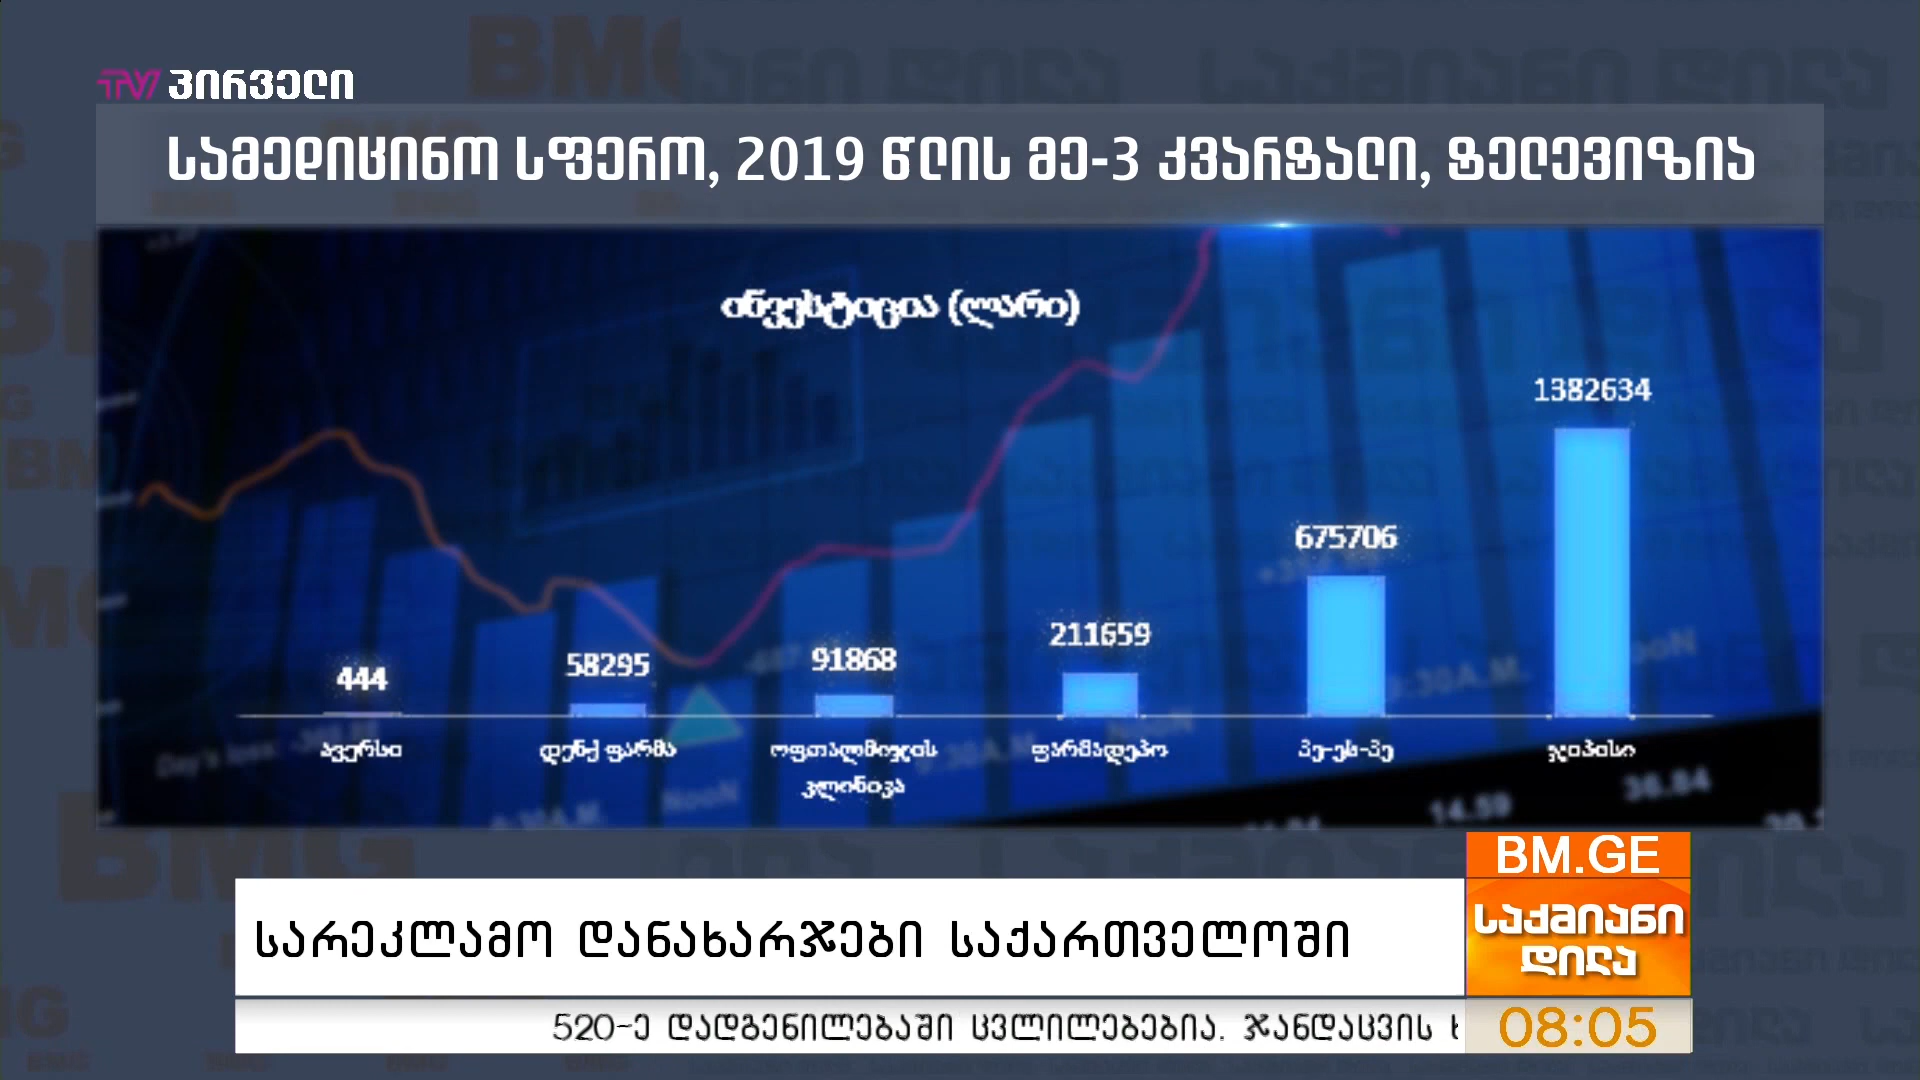 TV პირველი
სამედიცინო სფერო, 2019 წლის მე-3 კვარტალი, ტელევიზია
ინვესტიცია (ლარი)
444
58295
91868
211659
675706
1382634
ავერსი
დენქ ფარმა
ოფთალმიჯის კლინიკა
ფარმადეპო
პე-ეს-პე
ჯიპისი
BM.GE
სარეკლამო დანახარჯები საქართველოში
საქმიანი
დილა
520-ე დადგენილებაში ცვლილებებია. ჯანდაცვის
08:05